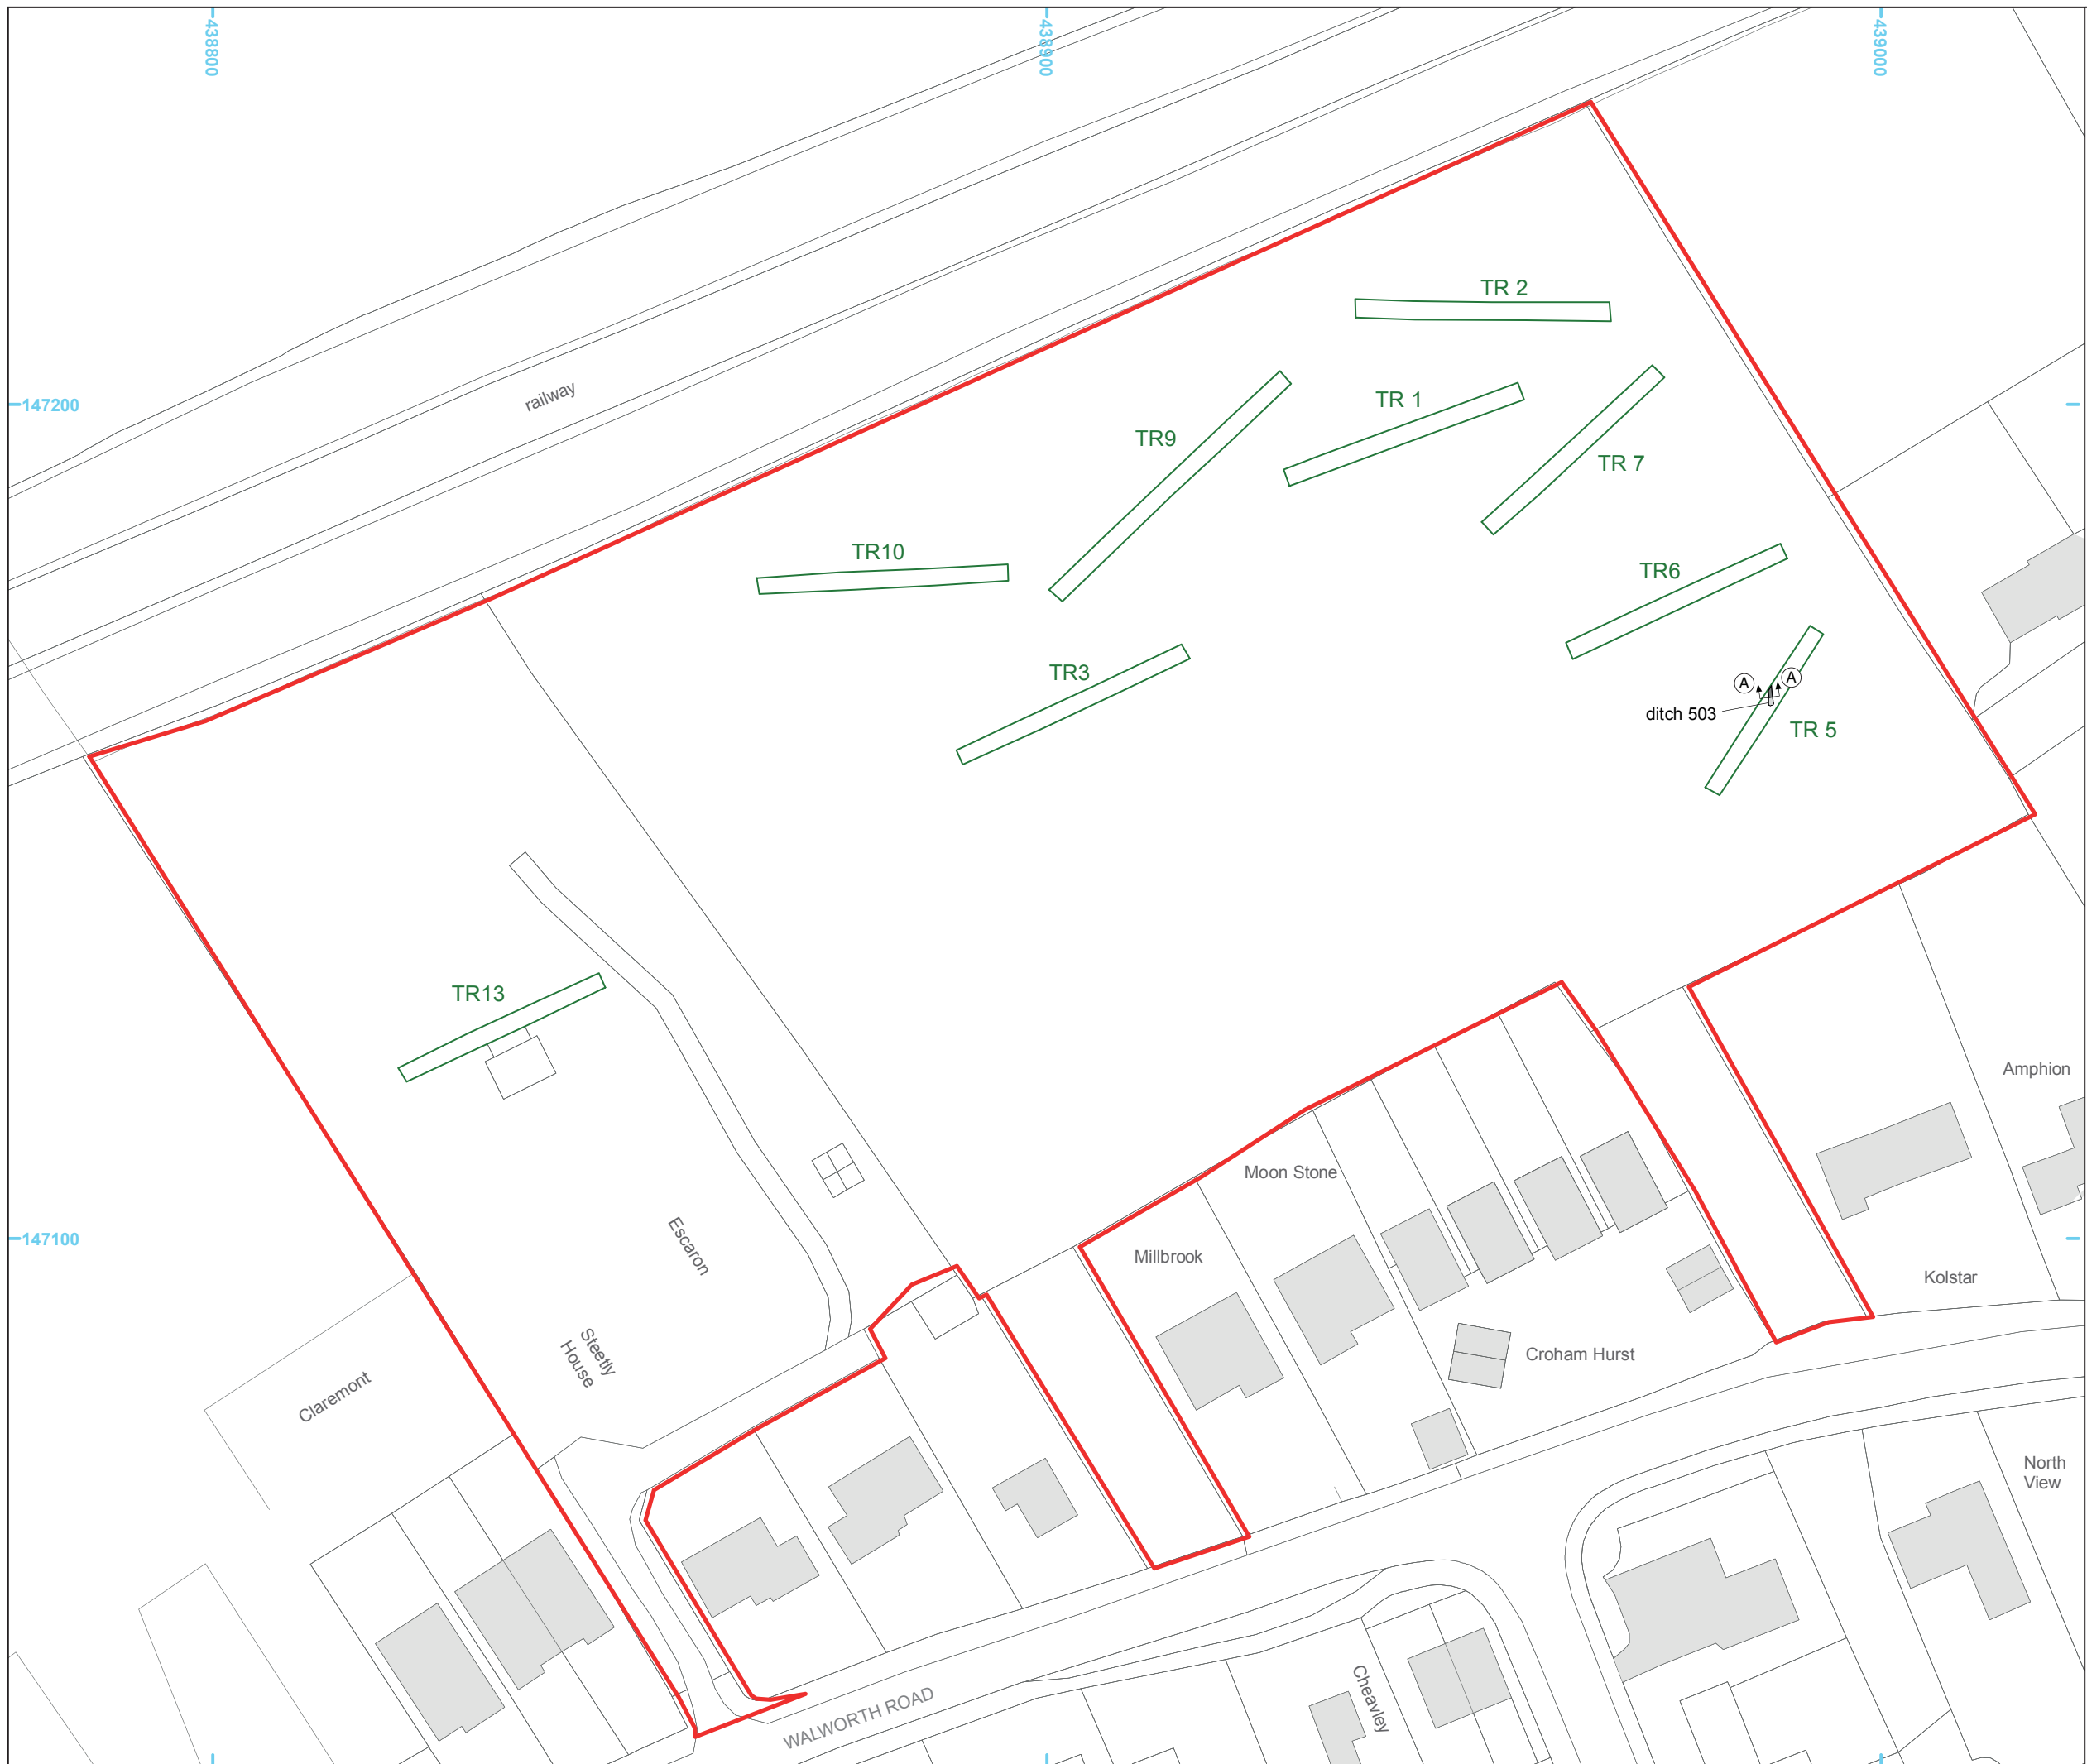 438800
438900
439000
TR 2
railway
147200
TR 1
TR9
TR 7
TR10
TR6
TR3
A
A
ditch 503
TR 5
TR13
Amphion
Moon Stone
Escaron
147100
Millbrook
Kolstar
Steetly
House
Croham Hurst
Claremont
North
View
Cheavley
WALWORTH ROAD